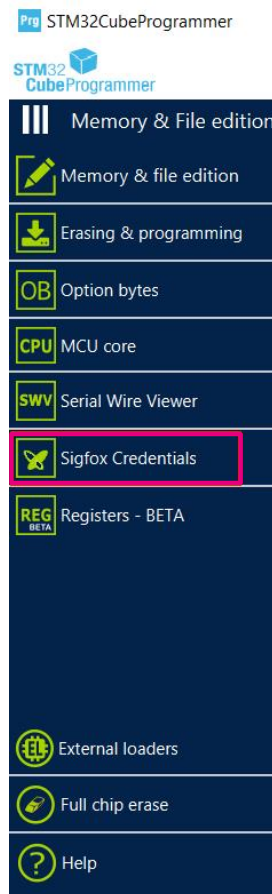 Prg STM32CubeProgrammer
STM32
CubeProgrammer
Memory & File edition
Memory & file edition
Erasing & programming
OB Option bytes
CPU MCU core
SWV Serial Wire Viewer
Sigfox Credentials
REG BETA Registers - BETA
EL External loaders
Full chip erase
? Help